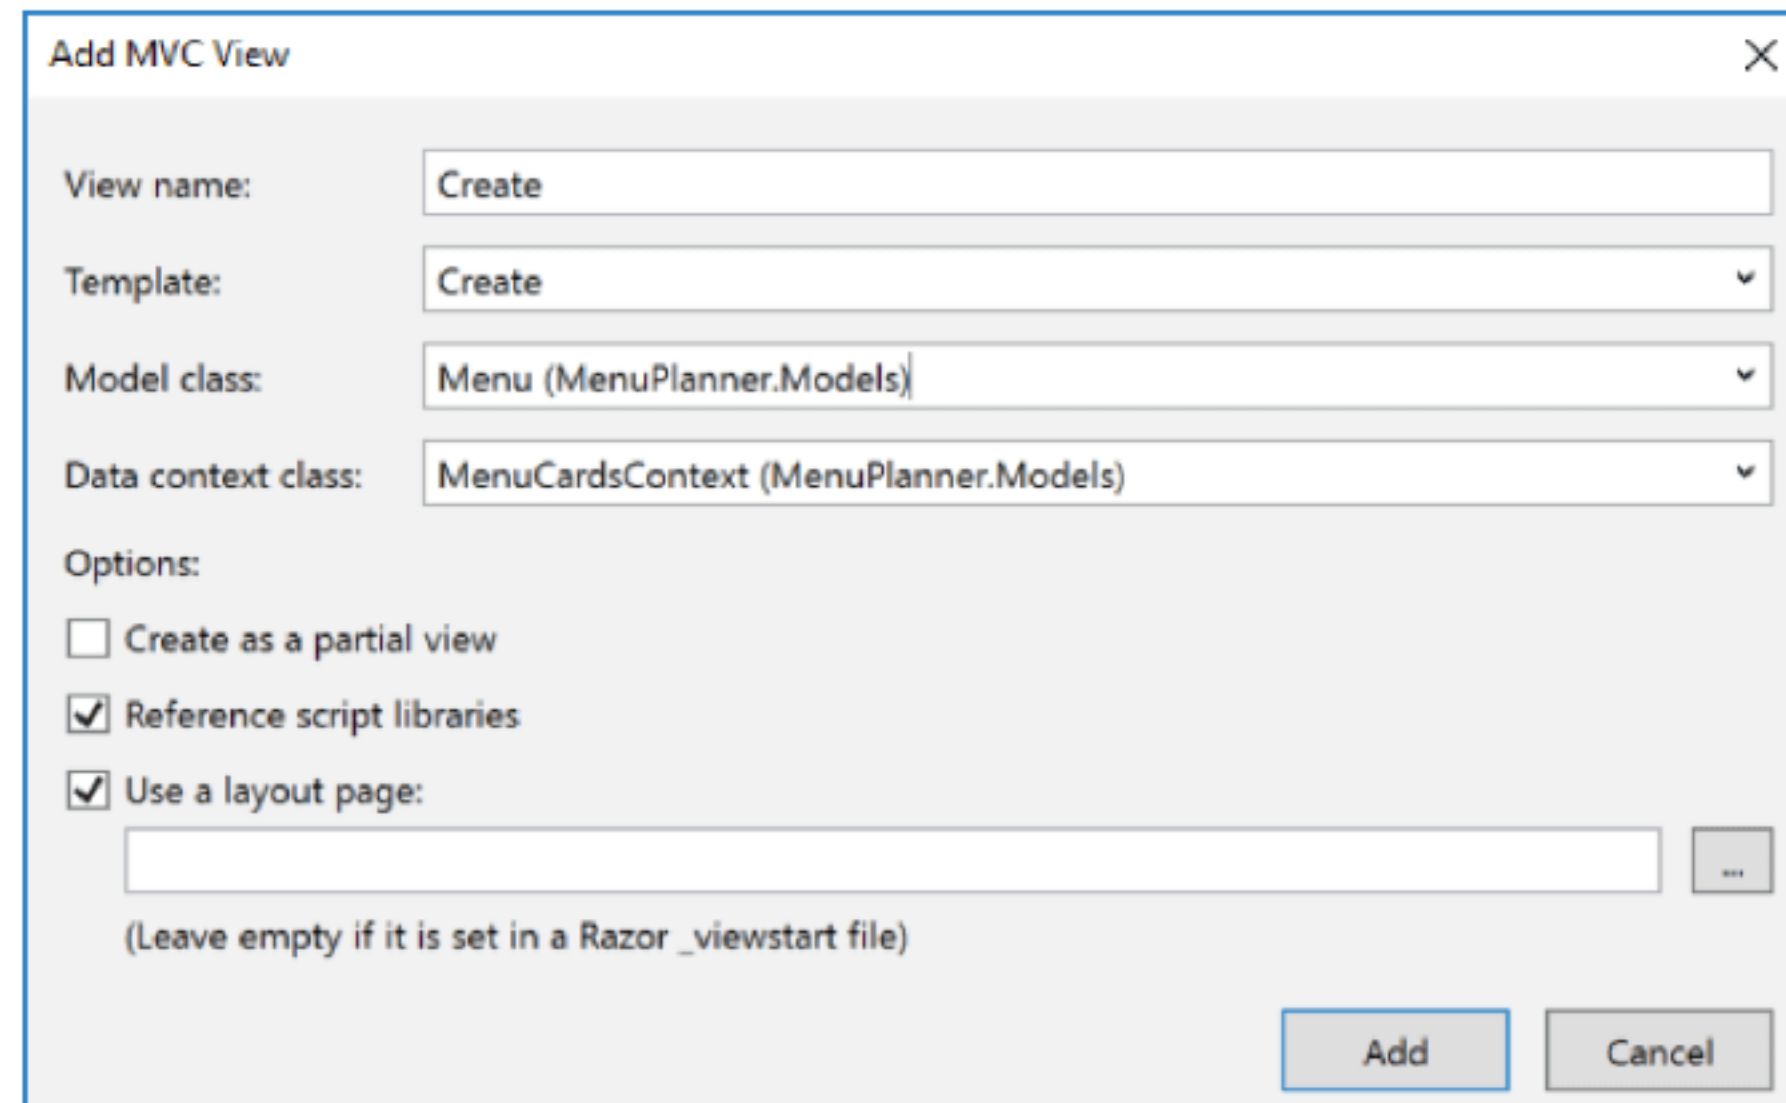 Add MVC View
View name: Create
Template: Create
Model class: Menu (MenuPlanner.Models)
Data context class: MenuCardsContext (MenuPlanner.Models)
Options:
Create as a partial view
Reference script libraries
Use a layout page:
...
(Leave empty if it is set in a Razor _viewstart file)
Add Cancel